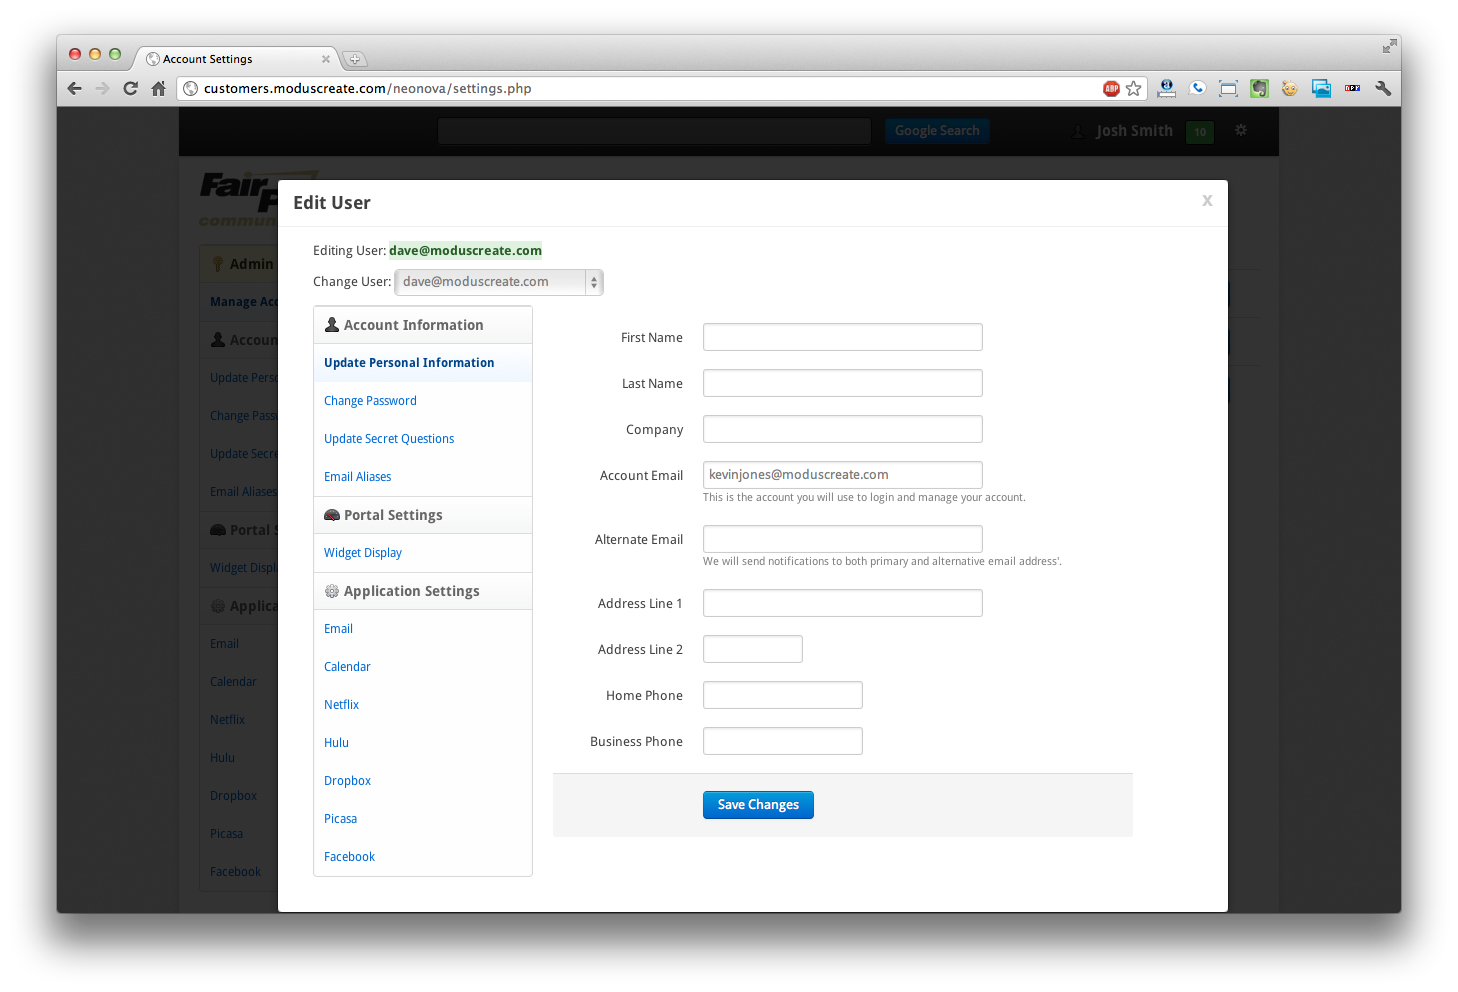 Account Settings
customers.moduscreate.com/neonova/settings.php
ABP
a
Google Search
Josh Smith
10
Fair
P
commun
Edit User
X
Editing User: dave@moduscreate.com
Change User: dave@moduscreate.com
Admin
Manage Acc
Accoun
Update Pers
Change Pass
Update Secre
Email Aliases
Portal S
Widget Displ
Applica
Email
Calendar
Netflix
Hulu
Dropbox
Picasa
Facebook
Account Information
Update Personal Information
Change Password
Update Secret Questions
Email Aliases
Portal Settings
Widget Display
Application Settings
Email
Calendar
Netflix
Hulu
Dropbox
Picasa
Facebook
First Name
Last Name
Company
Account Email
kevinjones@moduscreate.com
This is the account you will use to login and manage your account.
Alternate Email
We will send notifications to both primary and alternative email address'.
Address Line 1
Address Line 2
Home Phone
Business Phone
Save Changes